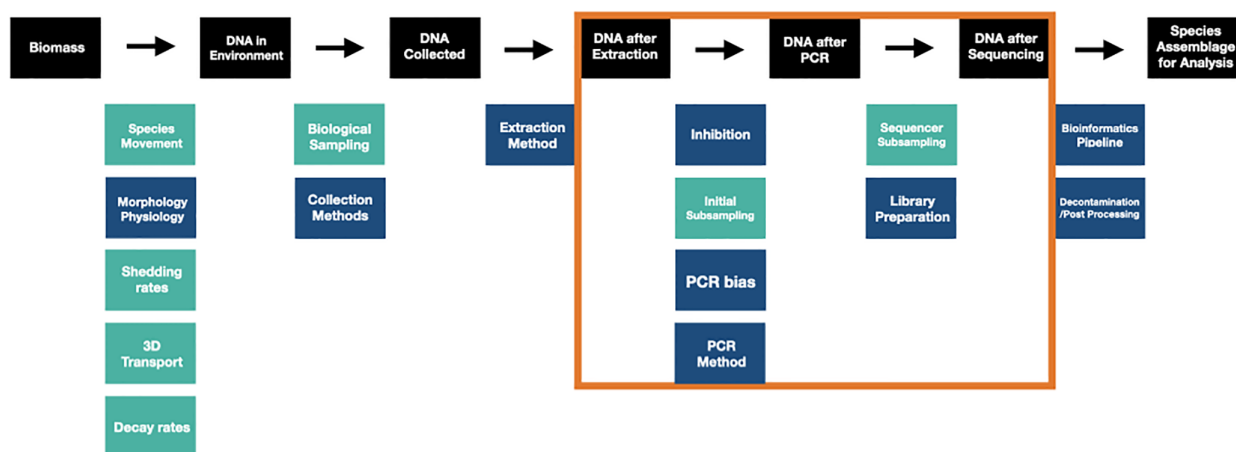 Biomass
DNA in
Environment
DNA
Collected
DNA after
Extraction
DNA after
PCR
DNA after
Sequencing
Species
Assemblage
for Analysis
Species
Movement
Morphology
Physiology
Shedding
rates
3D
Transport
Decay rates
Biological
Sampling
Collection
Methods
Extraction
Method
Inhibition
Initial
Subsampling
PCR bias
PCR
Method
Sequencer
Subsampling
Library
Preparation
Bioinformatics
Pipeline
Decontamination
/Post Processing